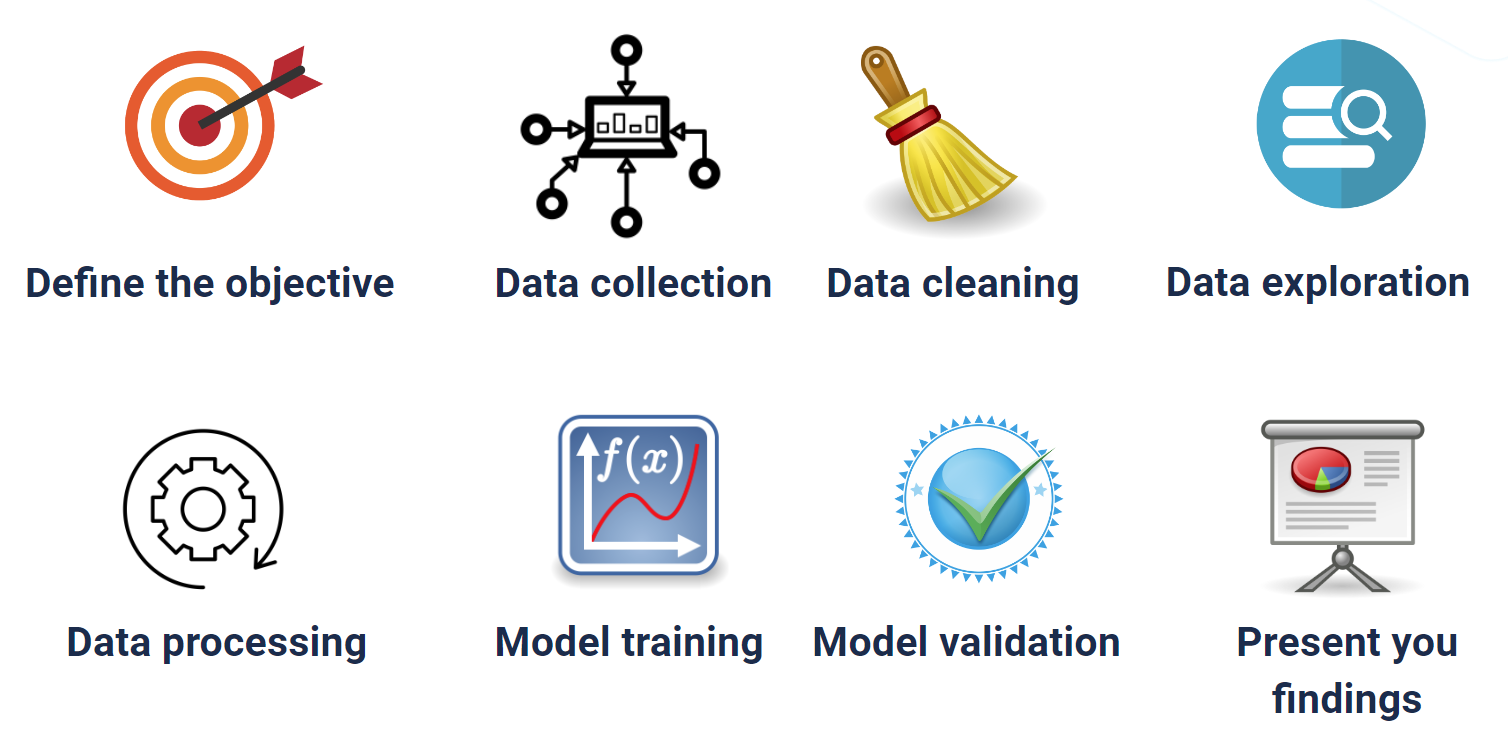 Define the objective
Data collection
Data cleaning
Data exploration
f(x)
Data processing
Model training
Model validation
Present you
findings